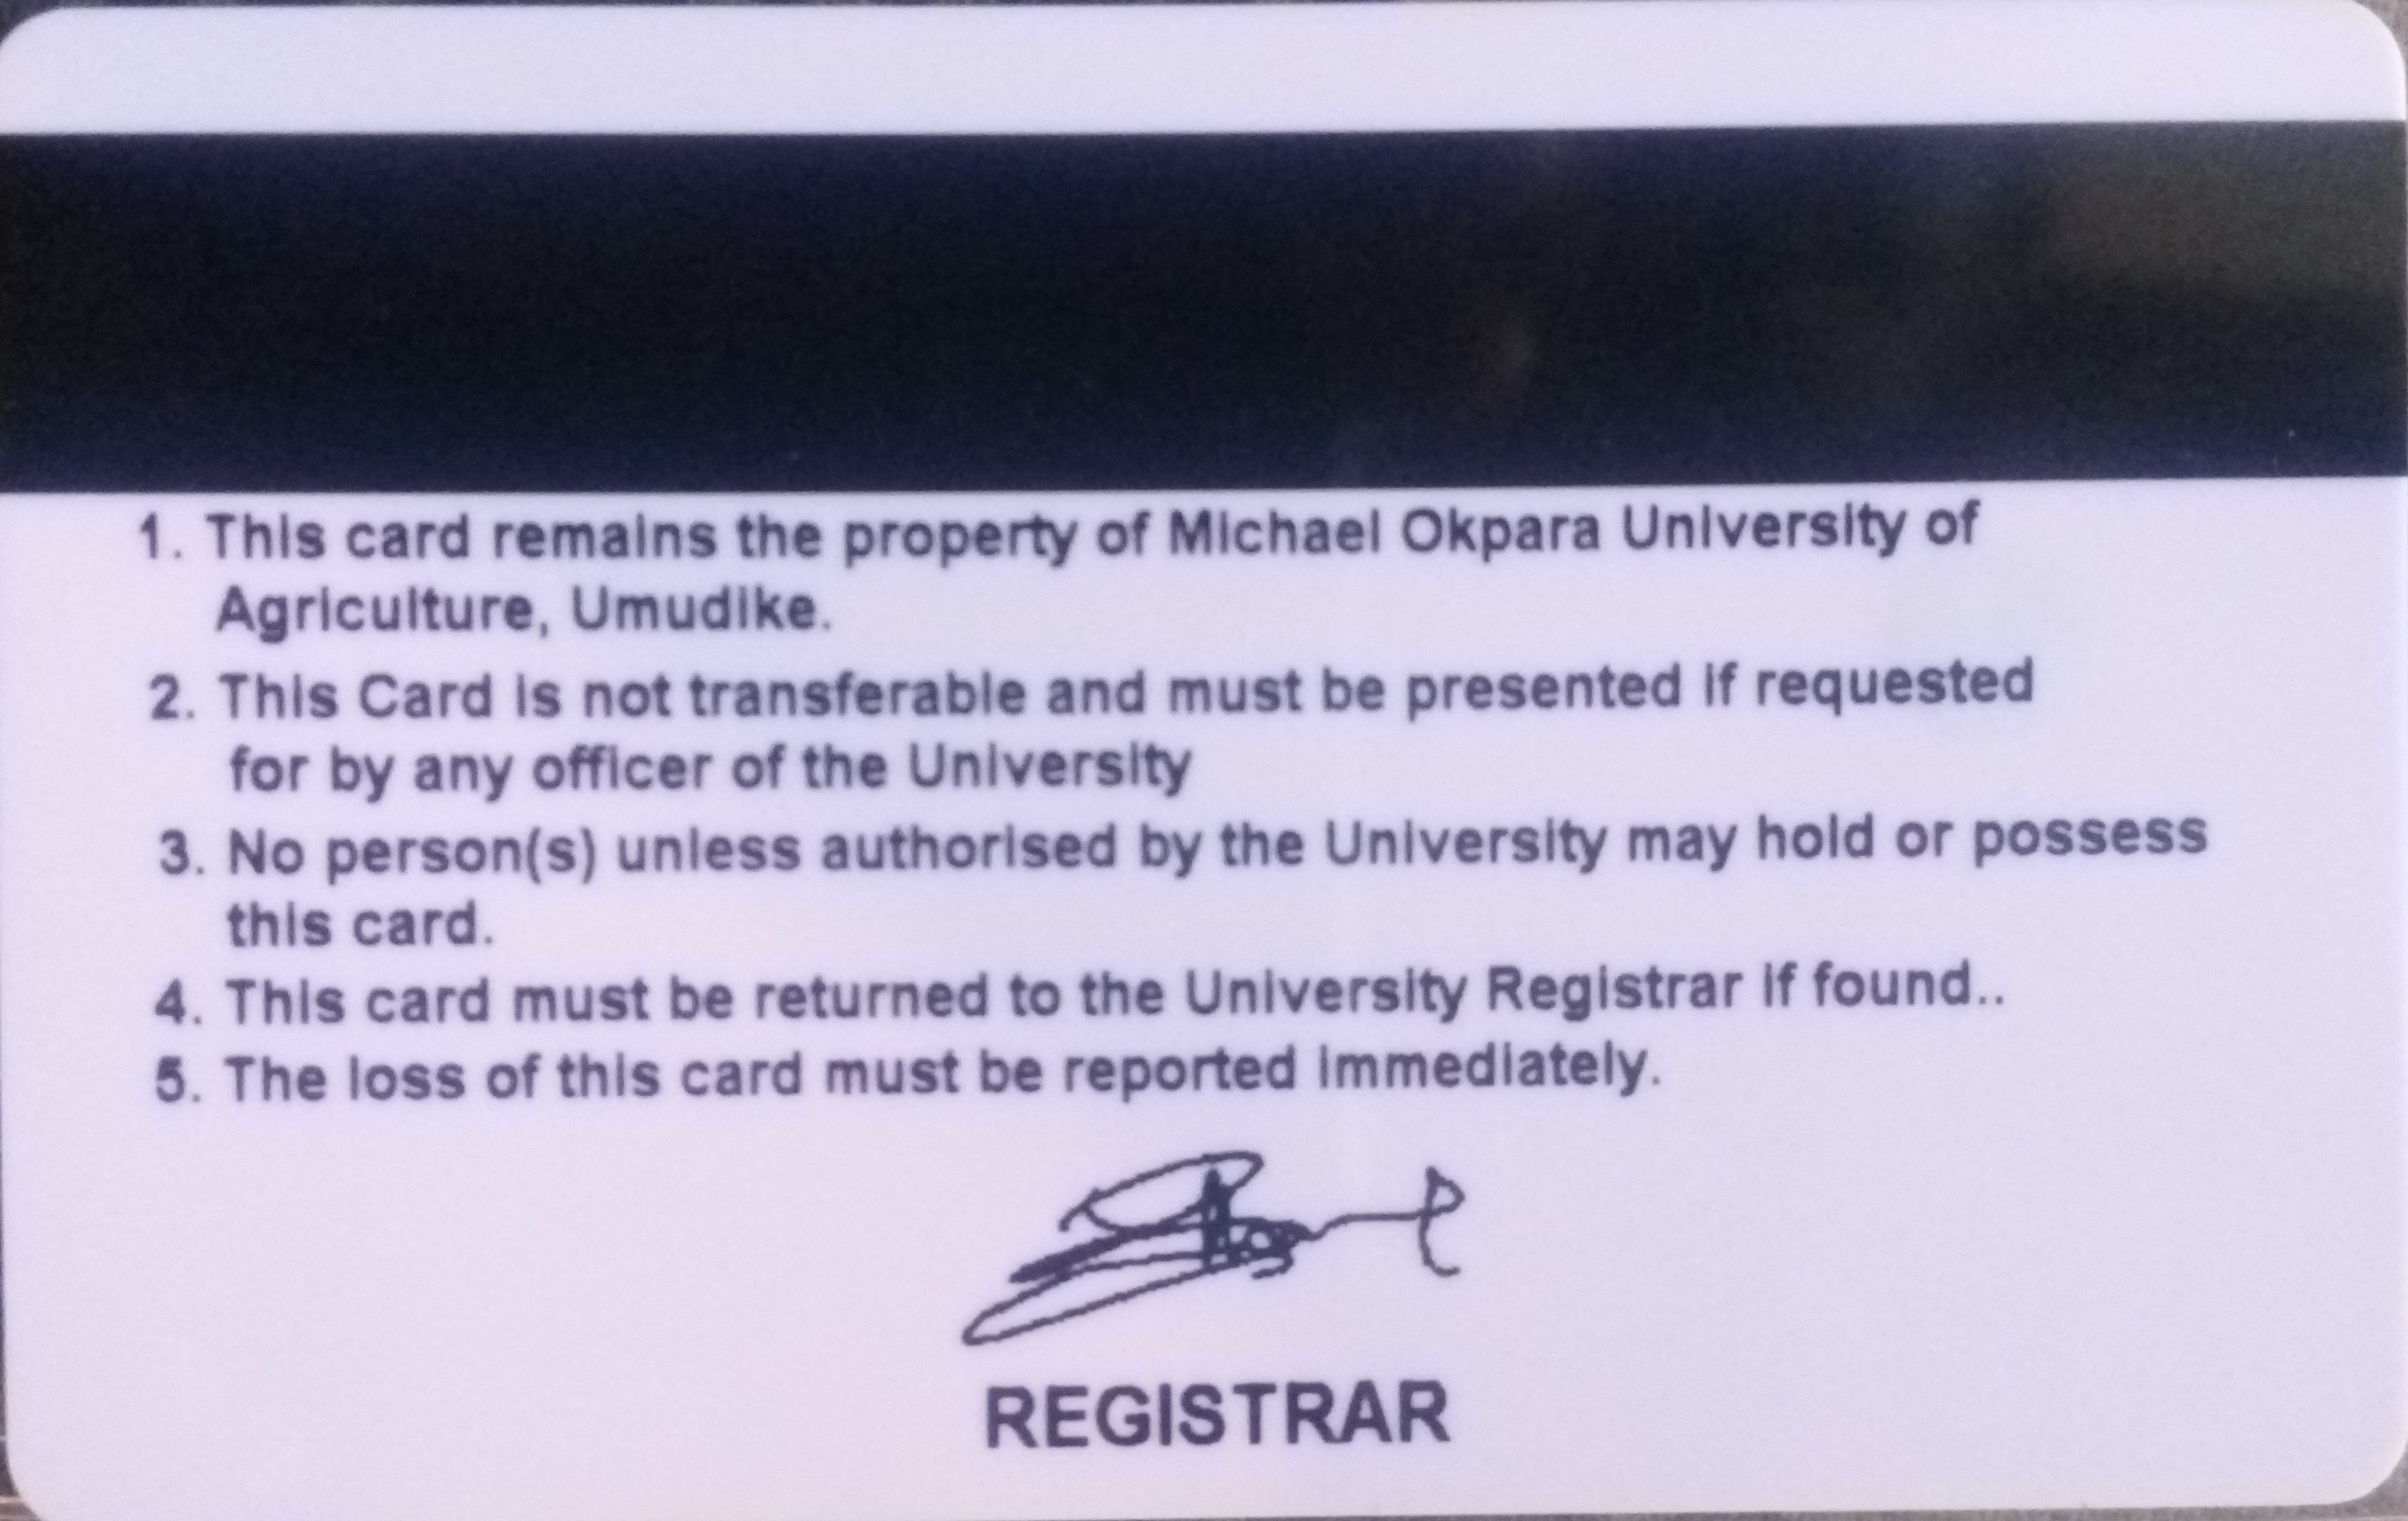 1. This card remains the property of Michael Okpara University of
Agriculture, Umudike.
2. This Card is not transferable and must be presented if requested
for by any officer of the University
3. No person(s) unless authorised by the University may hold or possess
this card.
4. This card must be returned to the University Registrar if found..
5. The loss of this card must be reported immediately.
REGISTRAR